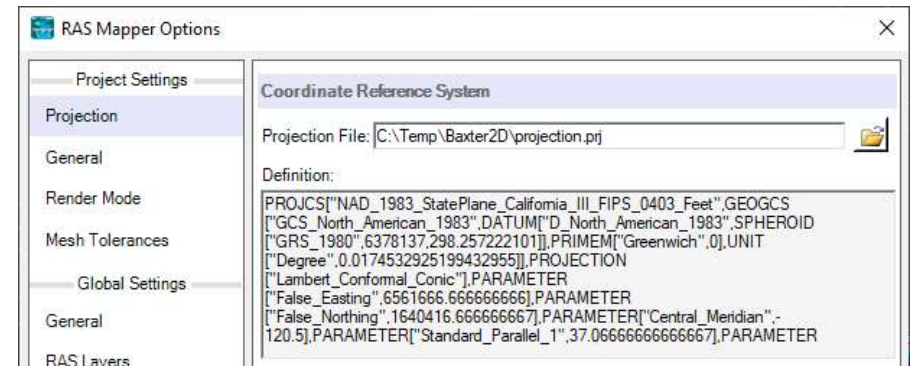 RAS Mapper Options
Project Settings
Projection
General
Render Mode
Mesh Tolerances
Global Settings
General
RAS Layers
Coordinate Reference System
Projection File: C:\Temp\Baxter2D\projection.prj
Definition:
PROJCS["NAD_1983_StatePlane_California_III_FIPS_0403_Feet",GEOGCS
["GCS_North_American_1983",DATUM["D_North_American_1983",SPHEROID
["GRS_1980",6378137,298.257222101]],PRIMEM["Greenwich",0],UNIT
["Degree",0.0174532925199432955]],PROJECTION
["Lambert_Conformal_Conic"],PARAMETER
["False_Easting",6561666.666666666],PARAMETER
["False_Northing",1640416.666666667],PARAMETER["Central_Meridian",-
120.5],PARAMETER["Standard_Parallel_1",37.06666666666667],PARAMETER